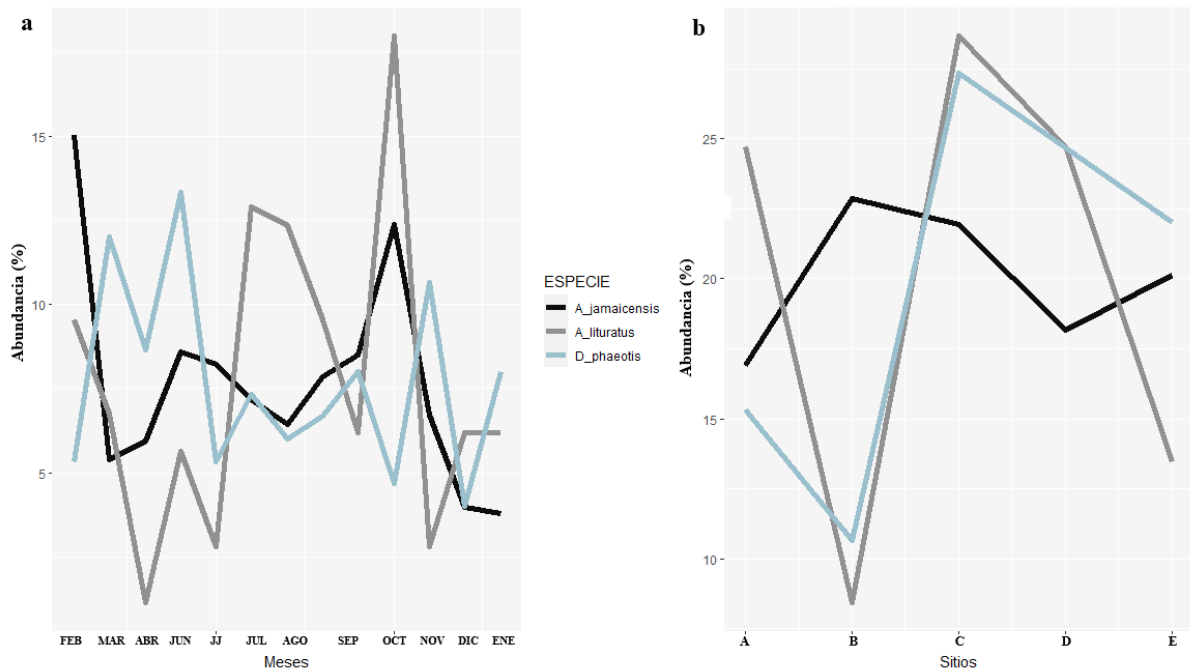 a
Abundancia (%)
15
10
5
FEB MAR ABR JUN JJ JUL AGO SEP OCT NOV DIC ENE
Meses
ESPECIE
A_jamaicensis
A_lituratus
D_phaeotis
b
Abundancia (%)
25
20
15
10
A B C D E
Sitios